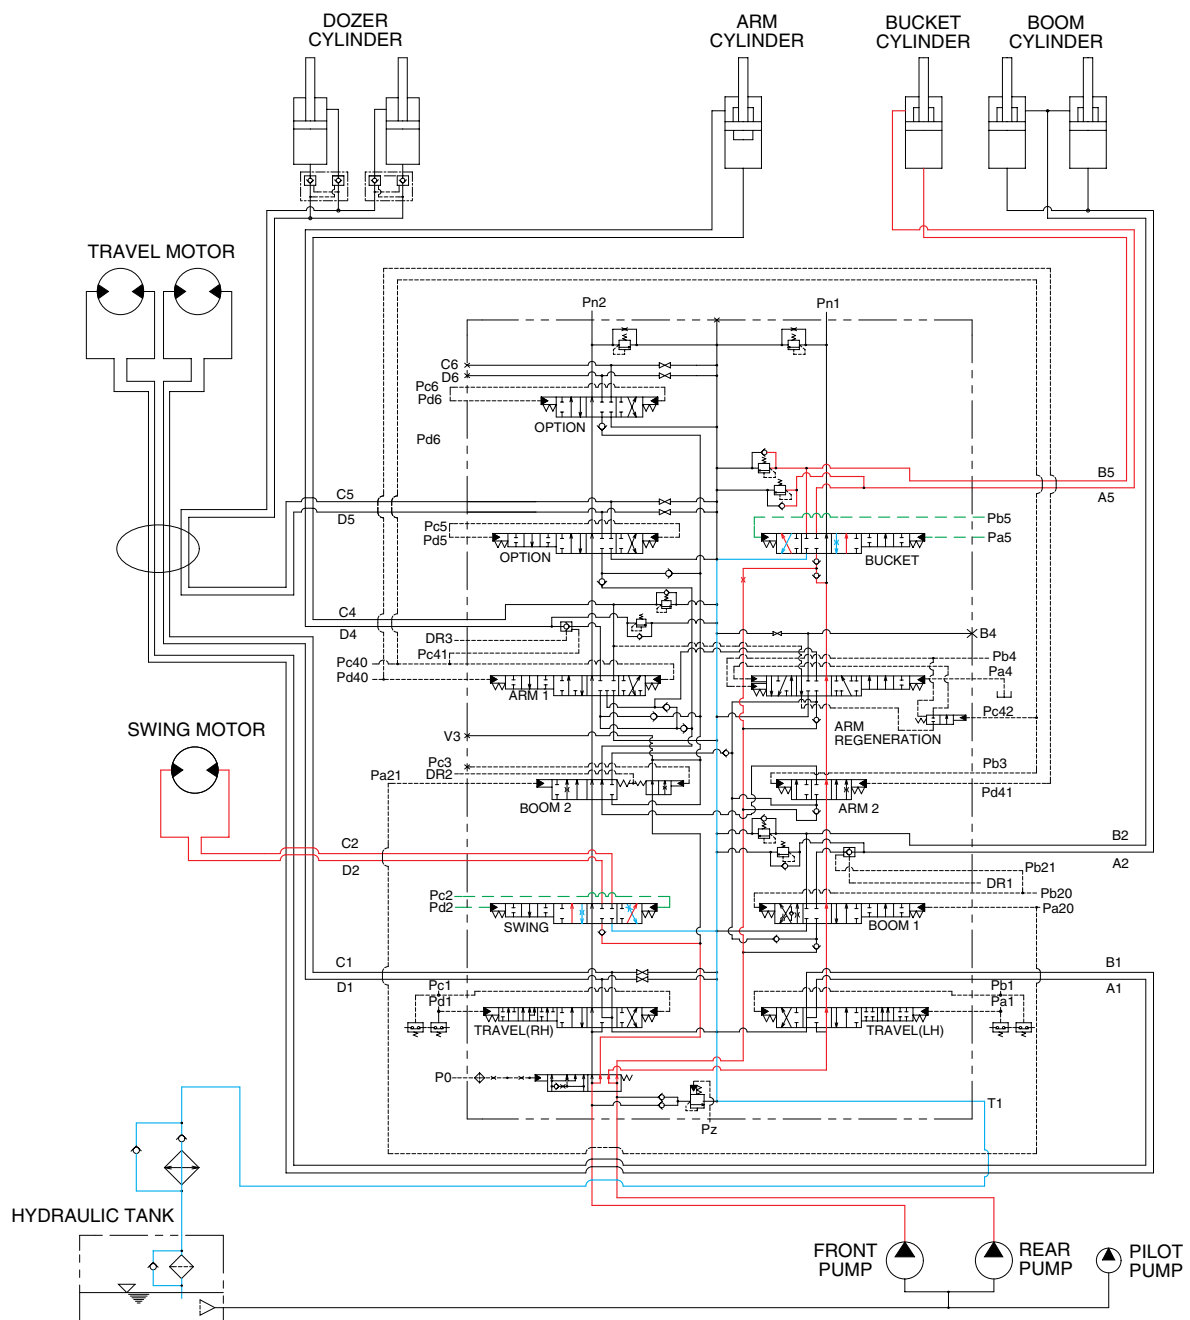 DOZER
CYLINDER
ARM
CYLINDER
BUCKET
CYLINDER
BOOM
CYLINDER
TRAVEL MOTOR
Pn2
Pn1
C6
D6
Pc6
Pd6
OPTION
Pd6
C5
D5
B5
A5
Pc5
Pd5
OPTION
Pb5
Pa5
BUCKET
C4
D4
DR3
Pc41
B4
Pc40
Pd40
ARM 1
Pb4
Pa4
Pc42
ARM
REGENERATION
SWING MOTOR
V3
Pc3
DR2
Pa21
BOOM 2
Pb3
Pd41
ARM 2
C2
D2
B2
A2
Pb21
DR1
Pc2
Pd2
SWING
Pb20
Pa20
BOOM 1
C1
D1
B1
A1
Pc1
Pd1
TRAVEL(RH)
Pb1
Pa1
TRAVEL(LH)
P0
Pz
T1
HYDRAULIC TANK
FRONT
PUMP
REAR
PUMP
PILOT
PUMP